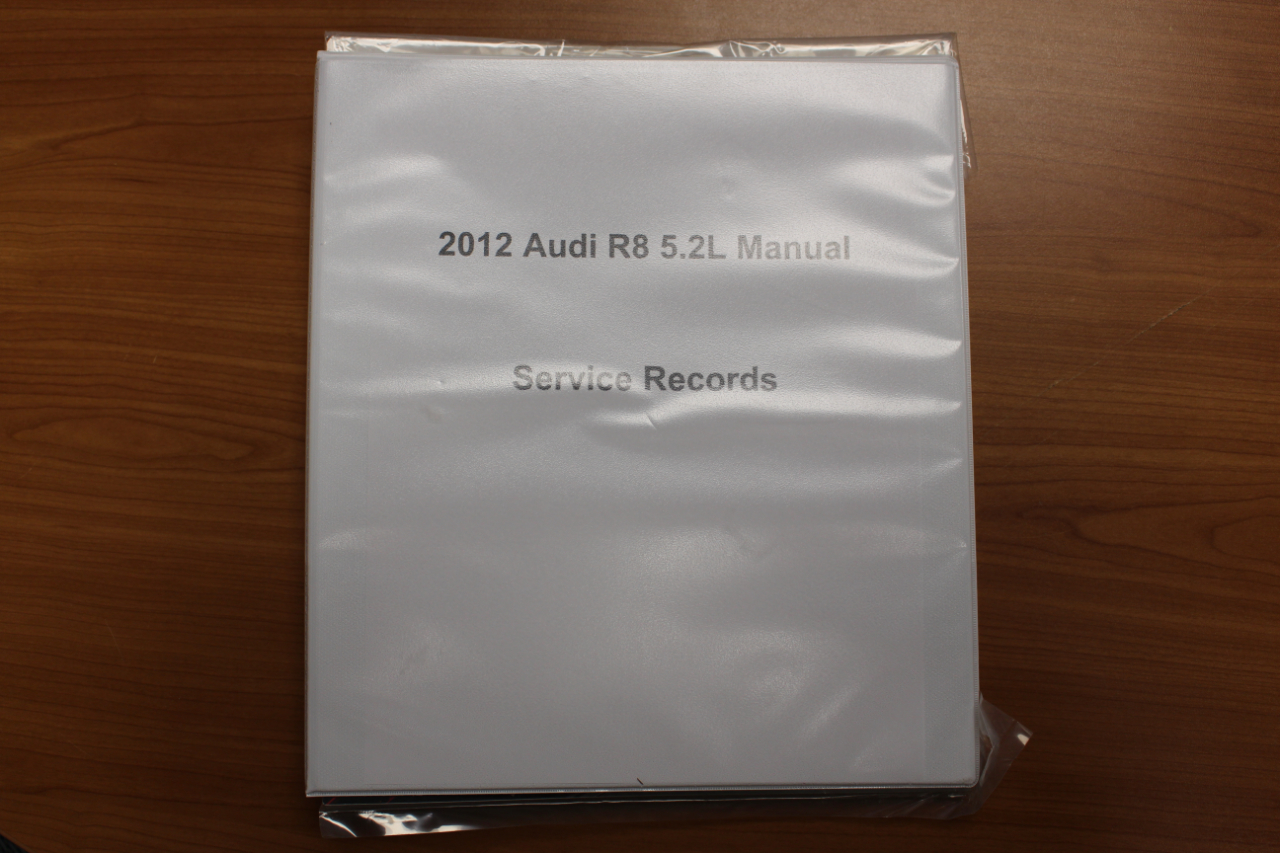 2012 Audi R8 5.2L Manual
Service Records